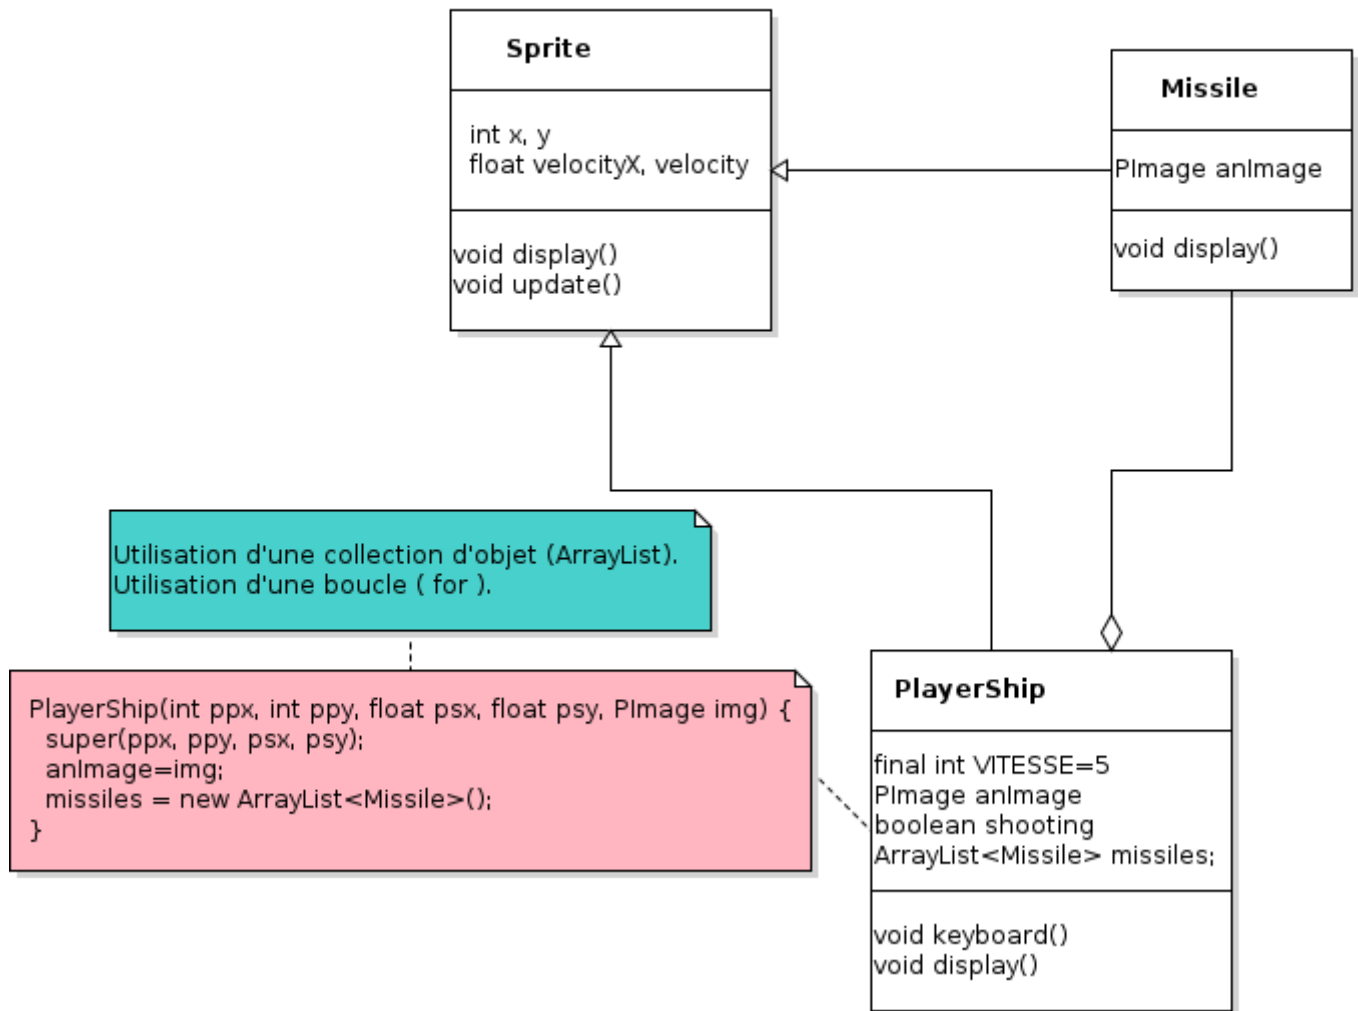 Sprite
int x, y
float velocityX, velocity
void display()
void update()
Missile
PImage anImage
void display()
Utilisation d'une collection d'objet (ArrayList).
Utilisation d'une boucle ( for ).
PlayerShip(int ppx, int ppy, float psx, float psy, PImage img) {
super(ppx, ppy, psx, psy);
anImage=img;
missiles = new ArrayList<Missile>();
}
PlayerShip
final int VITESSE=5
PImage anImage
boolean shooting
ArrayList<Missile> missiles;
void keyboard()
void display()